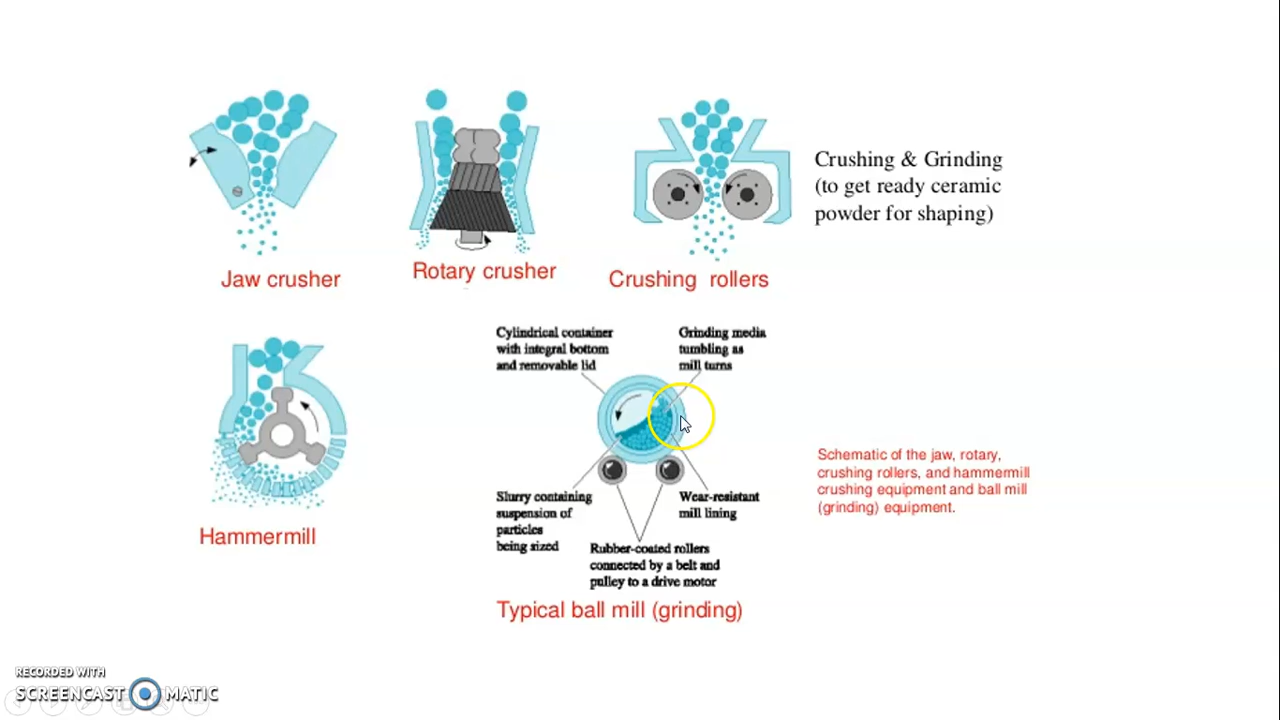 Crushing & Grinding
(to get ready ceramic
powder for shaping)
Jaw crusher
Rotary crusher
Crushing rollers
Cylindrical container
with integral bottom
and removable lid
Grinding media
tumbling as
mill turns
Schematic of the jaw, rotary,
crushing rollers, and hammermill
crushing equipment and ball mill
(grinding) equipment.
Slurry containing
suspension of
particles
being sized
Wear-resistant
mill lining
Hammermill
Rubber-coated rollers
connected by a belt and
pulley to a drive motor
Typical ball mill (grinding)
RECORDED WITH
SCREENCAST MATIC